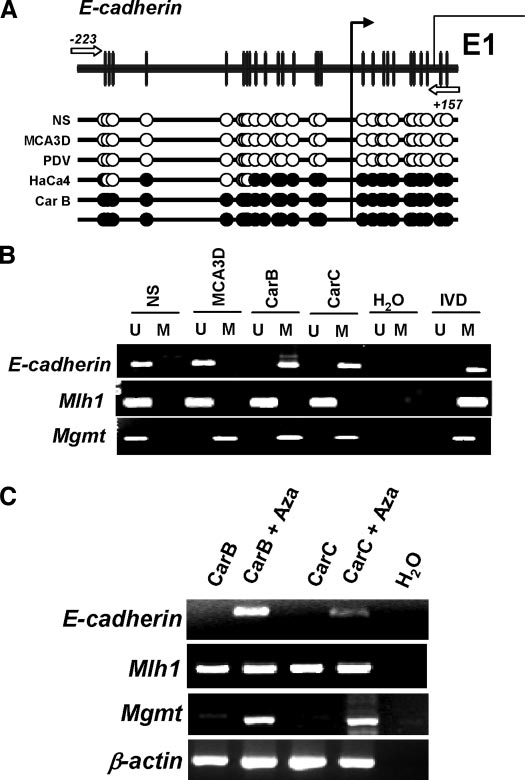 A
E-cadherin
-223
E1
+157
NS
MCA3D
PDV
HaCa4
Car B
B
NS MCA3D CarB CarC H2O IVD
U M U M U M U M U M U M
E-cadherin
Mlh1
Mgmt
C
CarB CarB + Aza CarC CarC + Aza H2O
E-cadherin
Mlh1
Mgmt
β-actin